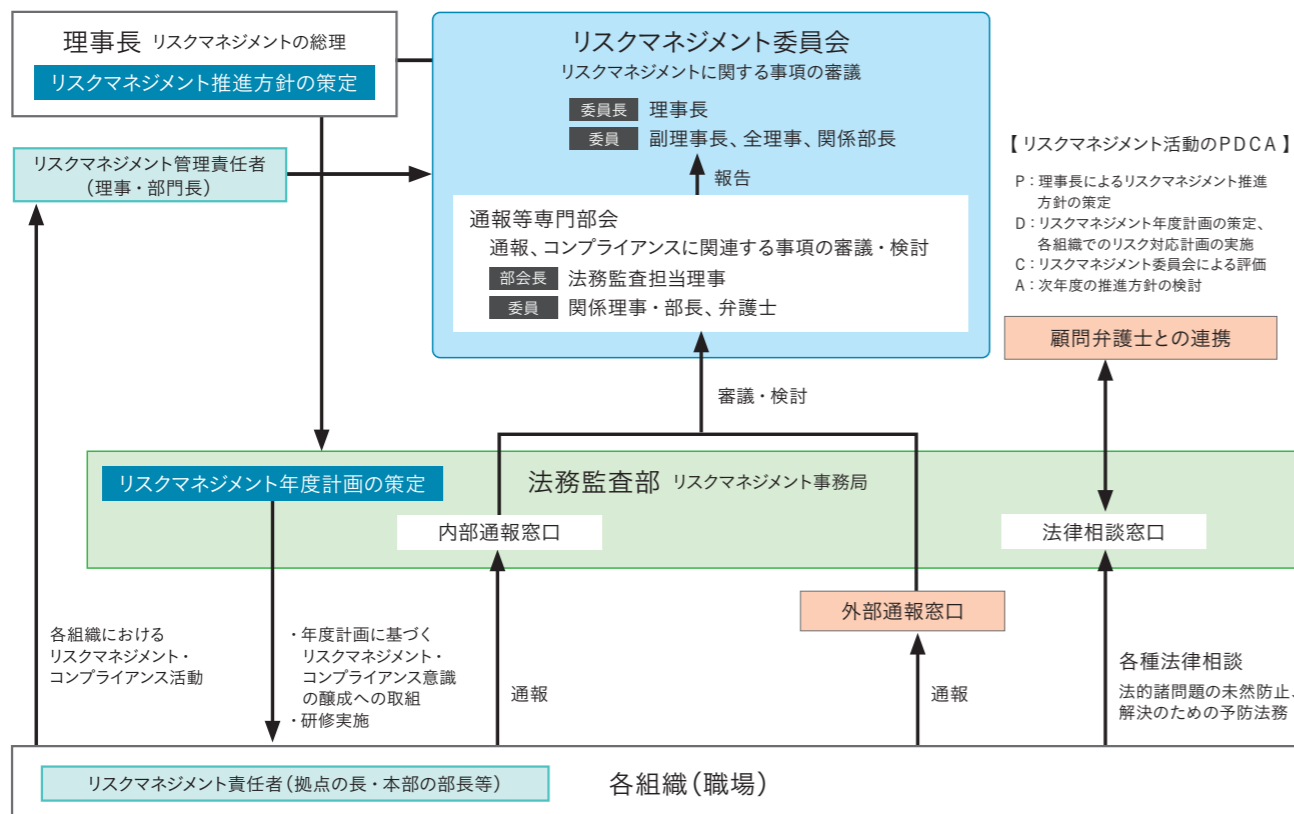 理事長 リスクマネジメントの総理
リスクマネジメント推進方針の策定
リスクマネジメント委員会
リスクマネジメントに関する事項の審議
委員長 理事長
委員 副理事長、全理事、関係部長
報告
リスクマネジメント管理責任者
(理事・部門長)
通報等専門部会
通報、コンプライアンスに関連する事項の審議・検討
部会長 法務監査担当理事
委員 関係理事・部長、弁護士
【リスクマネジメント活動のPDCA】
P：理事長によるリスクマネジメント推進
方針の策定
D：リスクマネジメント年度計画の策定、
各組織でのリスク対応計画の実施
C：リスクマネジメント委員会による評価
A：次年度の推進方針の検討
顧問弁護士との連携
審議・検討
リスクマネジメント年度計画の策定
法務監査部 リスクマネジメント事務局
内部通報窓口
法律相談窓口
外部通報窓口
各組織における
リスクマネジメント・
コンプライアンス活動
・年度計画に基づく
リスクマネジメント・
コンプライアンス意識
の醸成への取組
・研修実施
通報
通報
各種法律相談
法的諸問題の未然防止、
解決のための予防法務
リスクマネジメント責任者(拠点の長・本部の部長等)
各組織(職場)